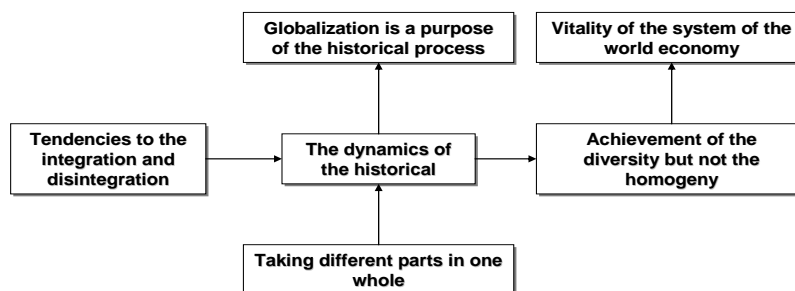 Globalization is a purpose
of the historical process
Vitality of the system of the
world economy
Tendencies to the
integration and
disintegration
The dynamics of
the historical
Achievement of the
diversity but not the
homogeny
Taking different parts in one
whole